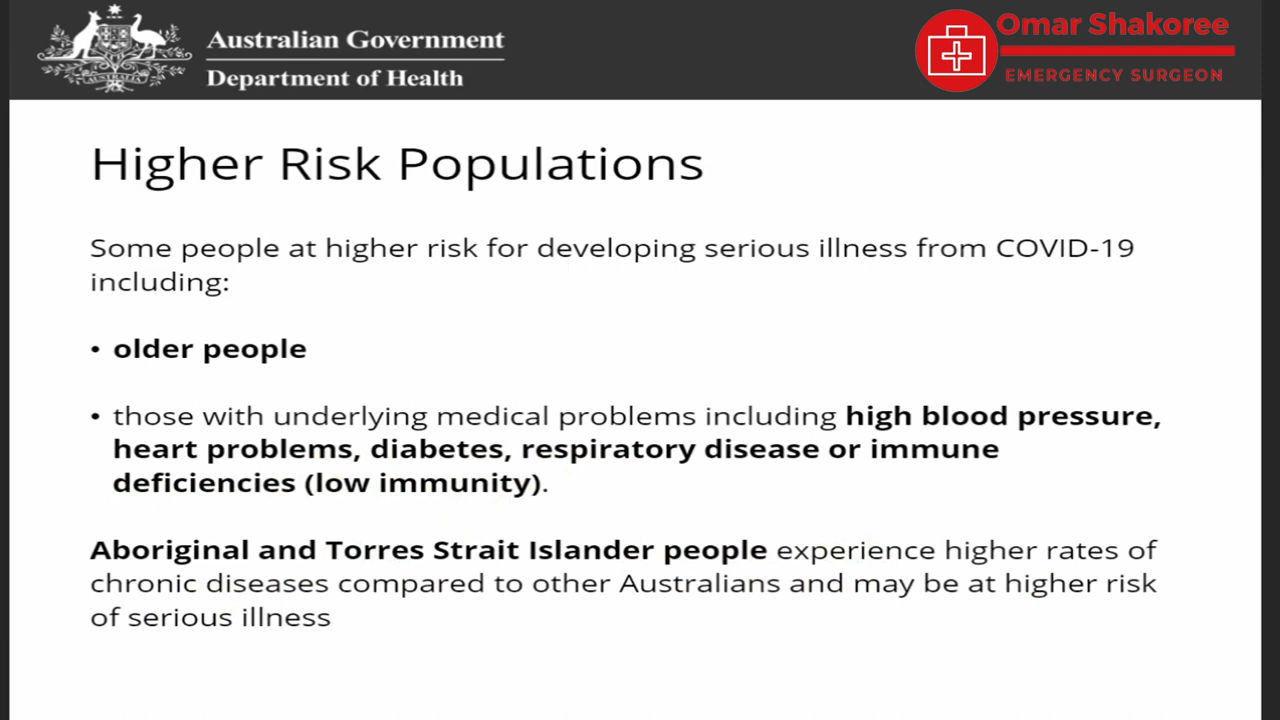 Australian Government
Department of Health
Omar Shakoree
EMERGENCY SURGEON
Higher Risk Populations
Some people at higher risk for developing serious illness from COVID-19
including:
• older people
• those with underlying medical problems including high blood pressure,
heart problems, diabetes, respiratory disease or immune
deficiencies (low immunity).
Aboriginal and Torres Strait Islander people experience higher rates of
chronic diseases compared to other Australians and may be at higher risk
of serious illness